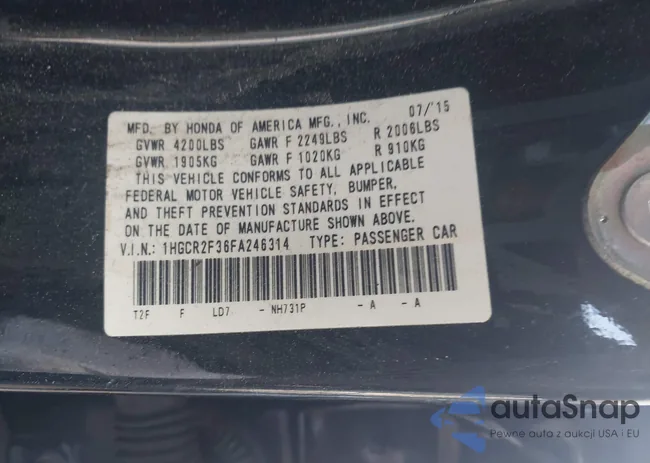 07/'15
MFD. BY HONDA OF AMERICA MFG., INC.
GVWR 4200LBS GAWR F 2249LBS R 2006LBS
GVWR 1905KG GAWR F 1020KG R 910KG
THIS VEHICLE CONFORMS TO ALL APPLICABLE
FEDERAL MOTOR VEHICLE SAFETY, BUMPER,
AND THEFT PREVENTION STANDARDS IN EFFECT
ON THE DATE OF MANUFACTURE SHOWN ABOVE.
V.I.N.: 1HGCR2F36FA246314 TYPE: PASSENGER CAR
T2F F LD7 - NH731P - A - A
autaSnap
Pewne auta z aukcji USA i EU